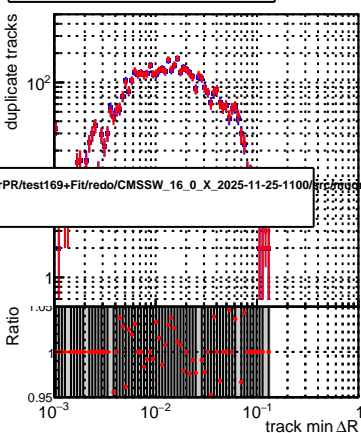 duplicate tracks
10²
rPR/test169+Fit/redo/CMSSW_16_0_X_2025-11-25-1100/src/
1
1.05
Ratio
1
0.95
10⁻³ 10⁻² 10⁻¹ 1
track min ΔR